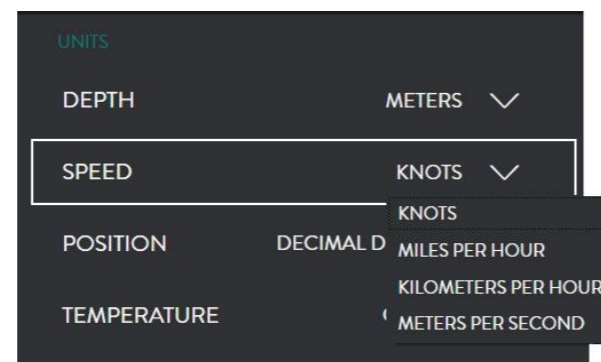 UNITS
DEPTH METERS
SPEED KNOTS
KNOTS
POSITION DECIMAL D
MILES PER HOUR
KILOMETERS PER HOUR
TEMPERATURE
METERS PER SECOND